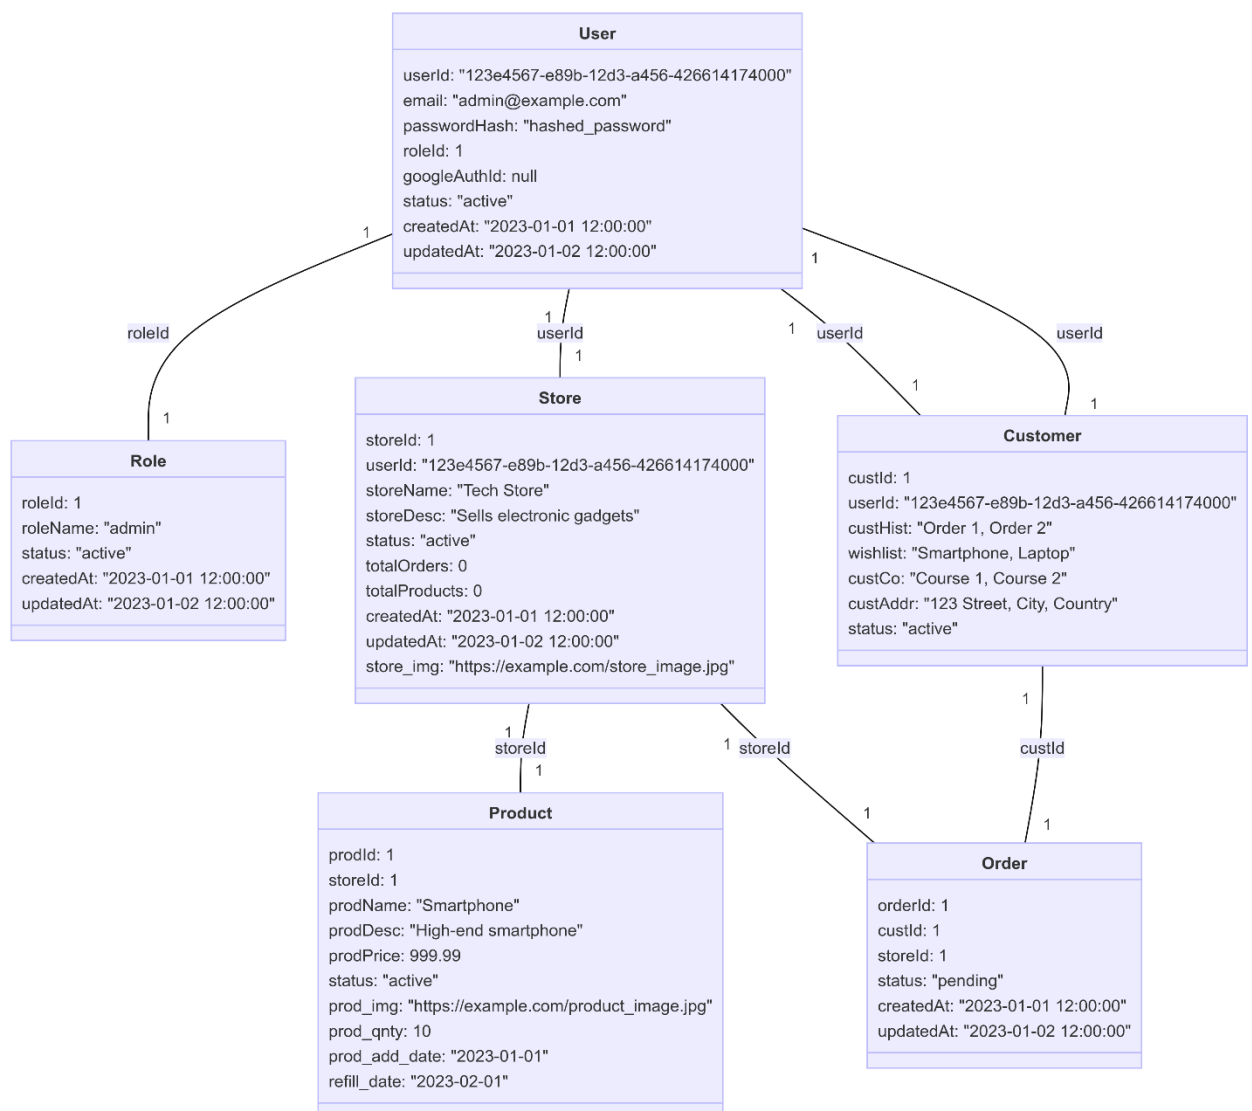 User
userId: "123e4567-e89b-12d3-a456-426614174000"
email: "admin@example.com"
passwordHash: "hashed_password"
roleId: 1
googleAuthId: null
status: "active"
createdAt: "2023-01-01 12:00:00"
updatedAt: "2023-01-02 12:00:00"
1
1
1
1
roleId
userId
userId
userId
1
1
1
1
Role
roleId: 1
roleName: "admin"
status: "active"
createdAt: "2023-01-01 12:00:00"
updatedAt: "2023-01-02 12:00:00"
Store
storeId: 1
userId: "123e4567-e89b-12d3-a456-426614174000"
storeName: "Tech Store"
storeDesc: "Sells electronic gadgets"
status: "active"
totalOrders: 0
totalProducts: 0
createdAt: "2023-01-01 12:00:00"
updatedAt: "2023-01-02 12:00:00"
store_img: "https://example.com/store_image.jpg"
Customer
custId: 1
userId: "123e4567-e89b-12d3-a456-426614174000"
custHist: "Order 1, Order 2"
wishlist: "Smartphone, Laptop"
custCo: "Course 1, Course 2"
custAddr: "123 Street, City, Country"
status: "active"
1
1
1
storeId
storeId
custId
1
1
1
Product
prodId: 1
storeId: 1
prodName: "Smartphone"
prodDesc: "High-end smartphone"
prodPrice: 999.99
status: "active"
prod_img: "https://example.com/product_image.jpg"
prod_qnty: 10
prod_add_date: "2023-01-01"
refill_date: "2023-02-01"
Order
orderId: 1
custId: 1
storeId: 1
status: "pending"
createdAt: "2023-01-01 12:00:00"
updatedAt: "2023-01-02 12:00:00"